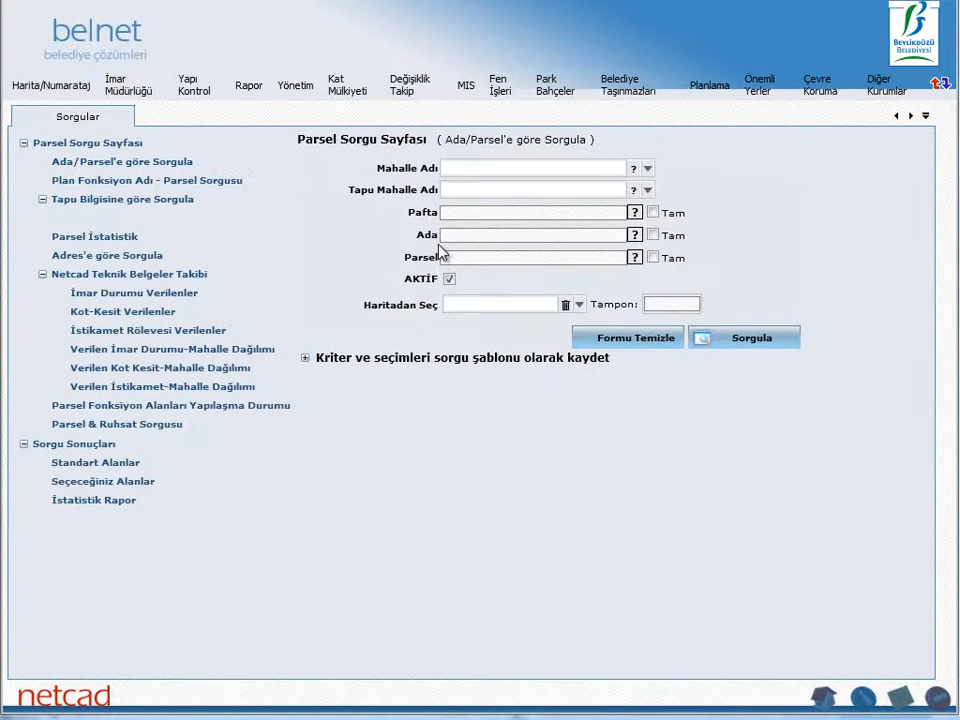 belnet
belediye çözümleri
BEYLİKDÜZÜ
BELEDİYESİ
Harita/Numarataj
İmar
Müdürlüğü
Yapı
Kontrol
Rapor
Yönetim
Kat
Mülkiyeti
Değişiklik
Takip
MIS
Fen
İşleri
Park
Bahçeler
Belediye
Taşınmazları
Planlama
Önemli
Yerler
Çevre
Koruma
Diğer
Kurumlar
Sorgular
Parsel Sorgu Sayfası
Ada/Parsel'e göre Sorgula
Plan Fonksiyon Adı - Parsel Sorgusu
Tapu Bilgisine göre Sorgula
Parsel İstatistik
Adres'e göre Sorgula
Netcad Teknik Belgeler Takibi
İmar Durumu Verilenler
Kot-Kesit Verilenler
İstikamet Rölevesi Verilenler
Verilen İmar Durumu-Mahalle Dağılımı
Verilen Kot Kesit-Mahalle Dağılımı
Verilen İstikamet-Mahalle Dağılımı
Parsel Fonksiyon Alanları Yapılaşma Durumu
Parsel & Ruhsat Sorgusu
Sorgu Sonuçları
Standart Alanlar
Seçeceğiniz Alanlar
İstatistik Rapor
Parsel Sorgu Sayfası ( Ada/Parsel'e göre Sorgula )
Mahalle Adı ?
Tapu Mahalle Adı ?
Pafta ? Tam
Ada ? Tam
Parsel ? Tam
AKTİF
Haritadan Seç Tampon:
Formu Temizle Sorgula
Kriter ve seçimleri sorgu şablonu olarak kaydet
netcad